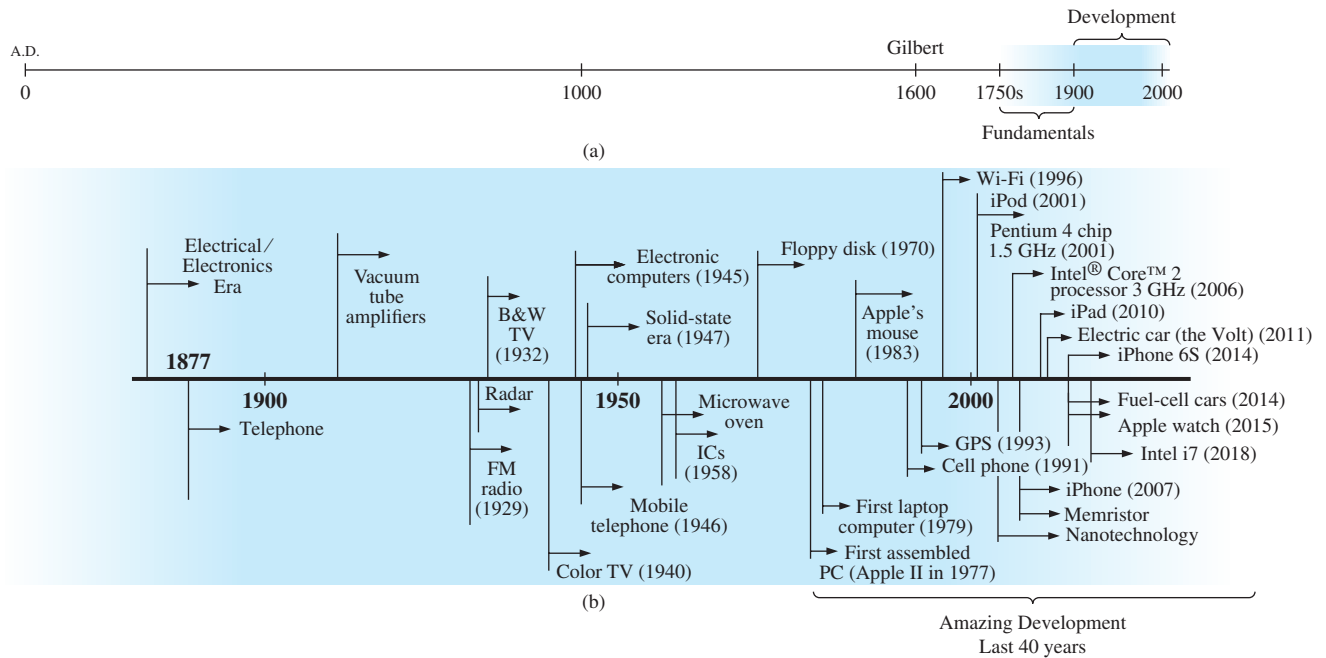 Development
A.D.
Gilbert
0
1000
1600
1750s
1900
2000
Fundamentals
(a)
Wi-Fi (1996)
iPod (2001)
Pentium 4 chip
1.5 GHz (2001)
Electrical/
Electronics
Era
Vacuum
tube
amplifiers
B&W
TV
(1932)
Electronic
computers (1945)
Solid-state
era (1947)
Floppy disk (1970)
Apple's
mouse
(1983)
Intel® Core™ 2
processor 3 GHz (2006)
iPad (2010)
Electric car (the Volt) (2011)
iPhone 6S (2014)
1877
1900
1950
2000
Telephone
Radar
FM
radio
(1929)
Color TV (1940)
Mobile
telephone (1946)
Microwave
oven
ICs
(1958)
First laptop
computer (1979)
First assembled
PC (Apple II in 1977)
GPS (1993)
Cell phone (1991)
Fuel-cell cars (2014)
Apple watch (2015)
Intel i7 (2018)
iPhone (2007)
Memristor
Nanotechnology
(b)
Amazing Development
Last 40 years